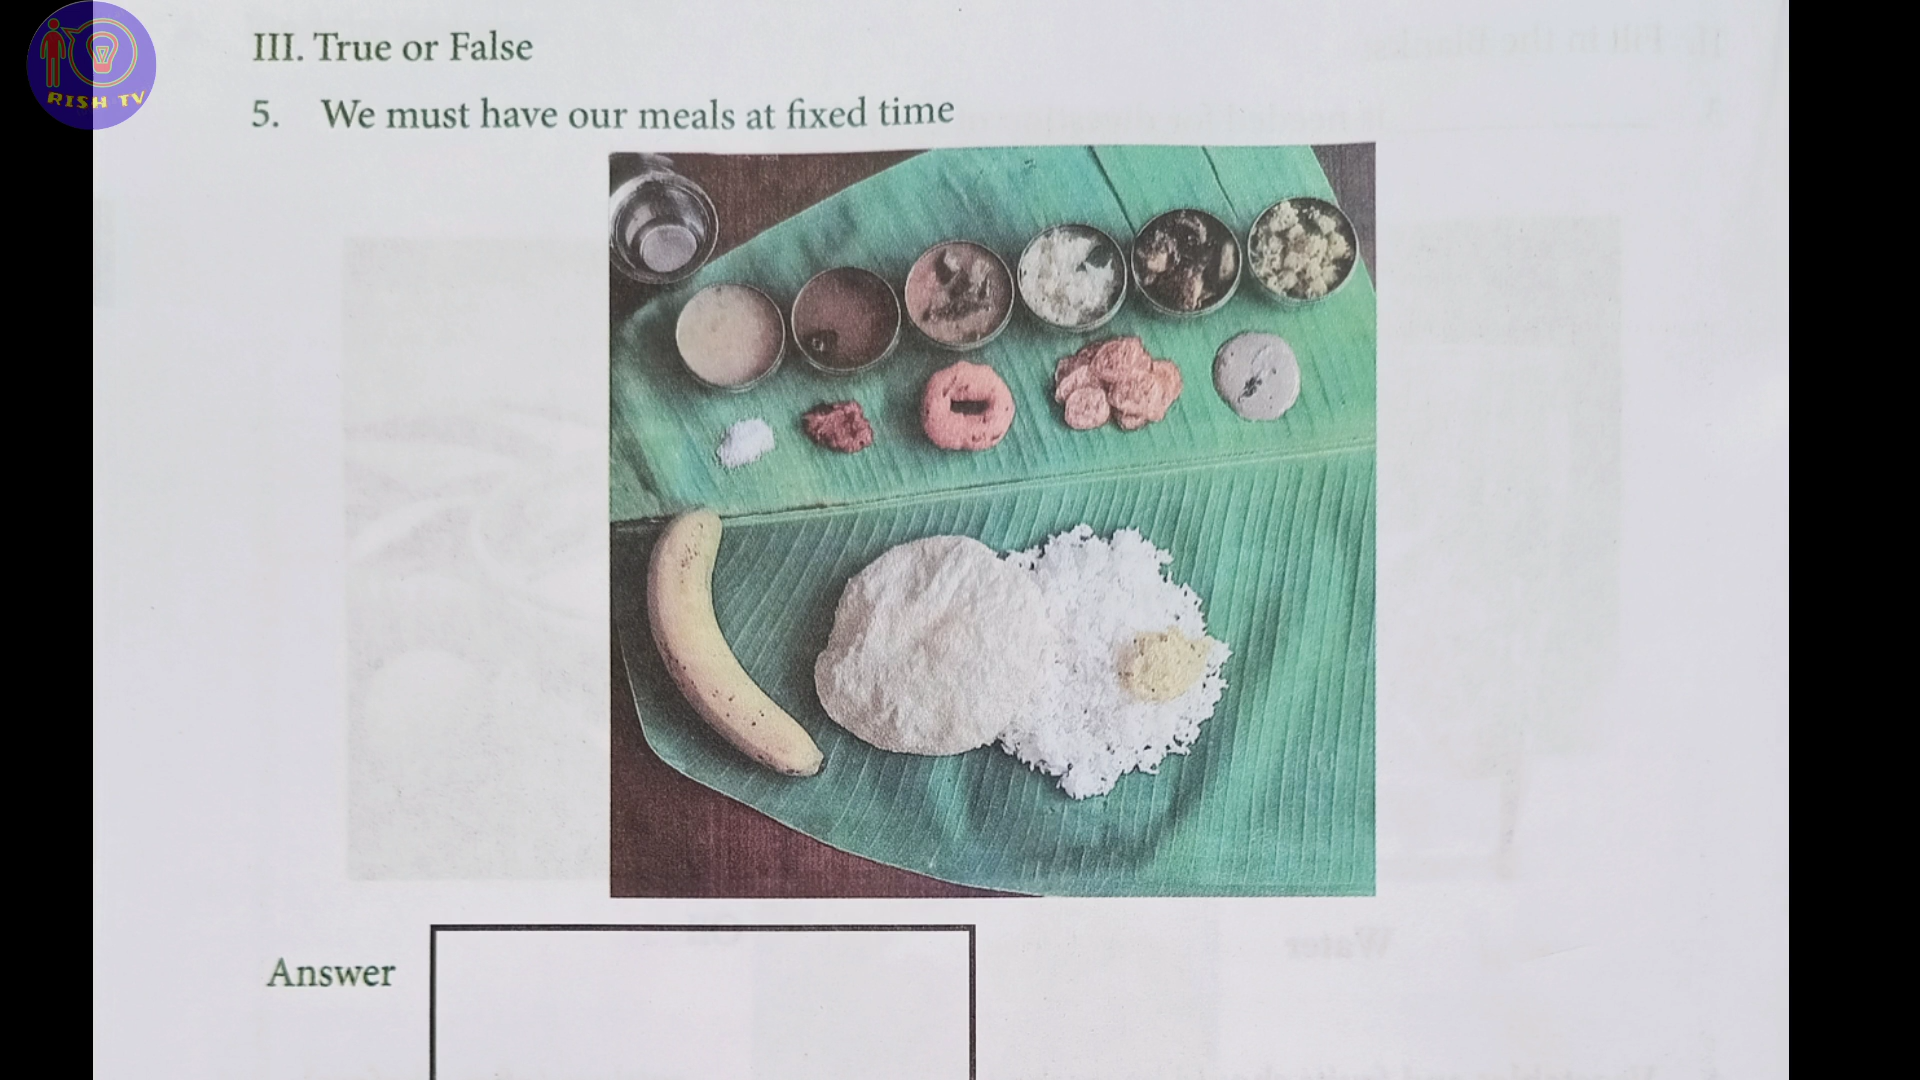 RISH TV
III. True or False
5. We must have our meals at fixed time
Answer